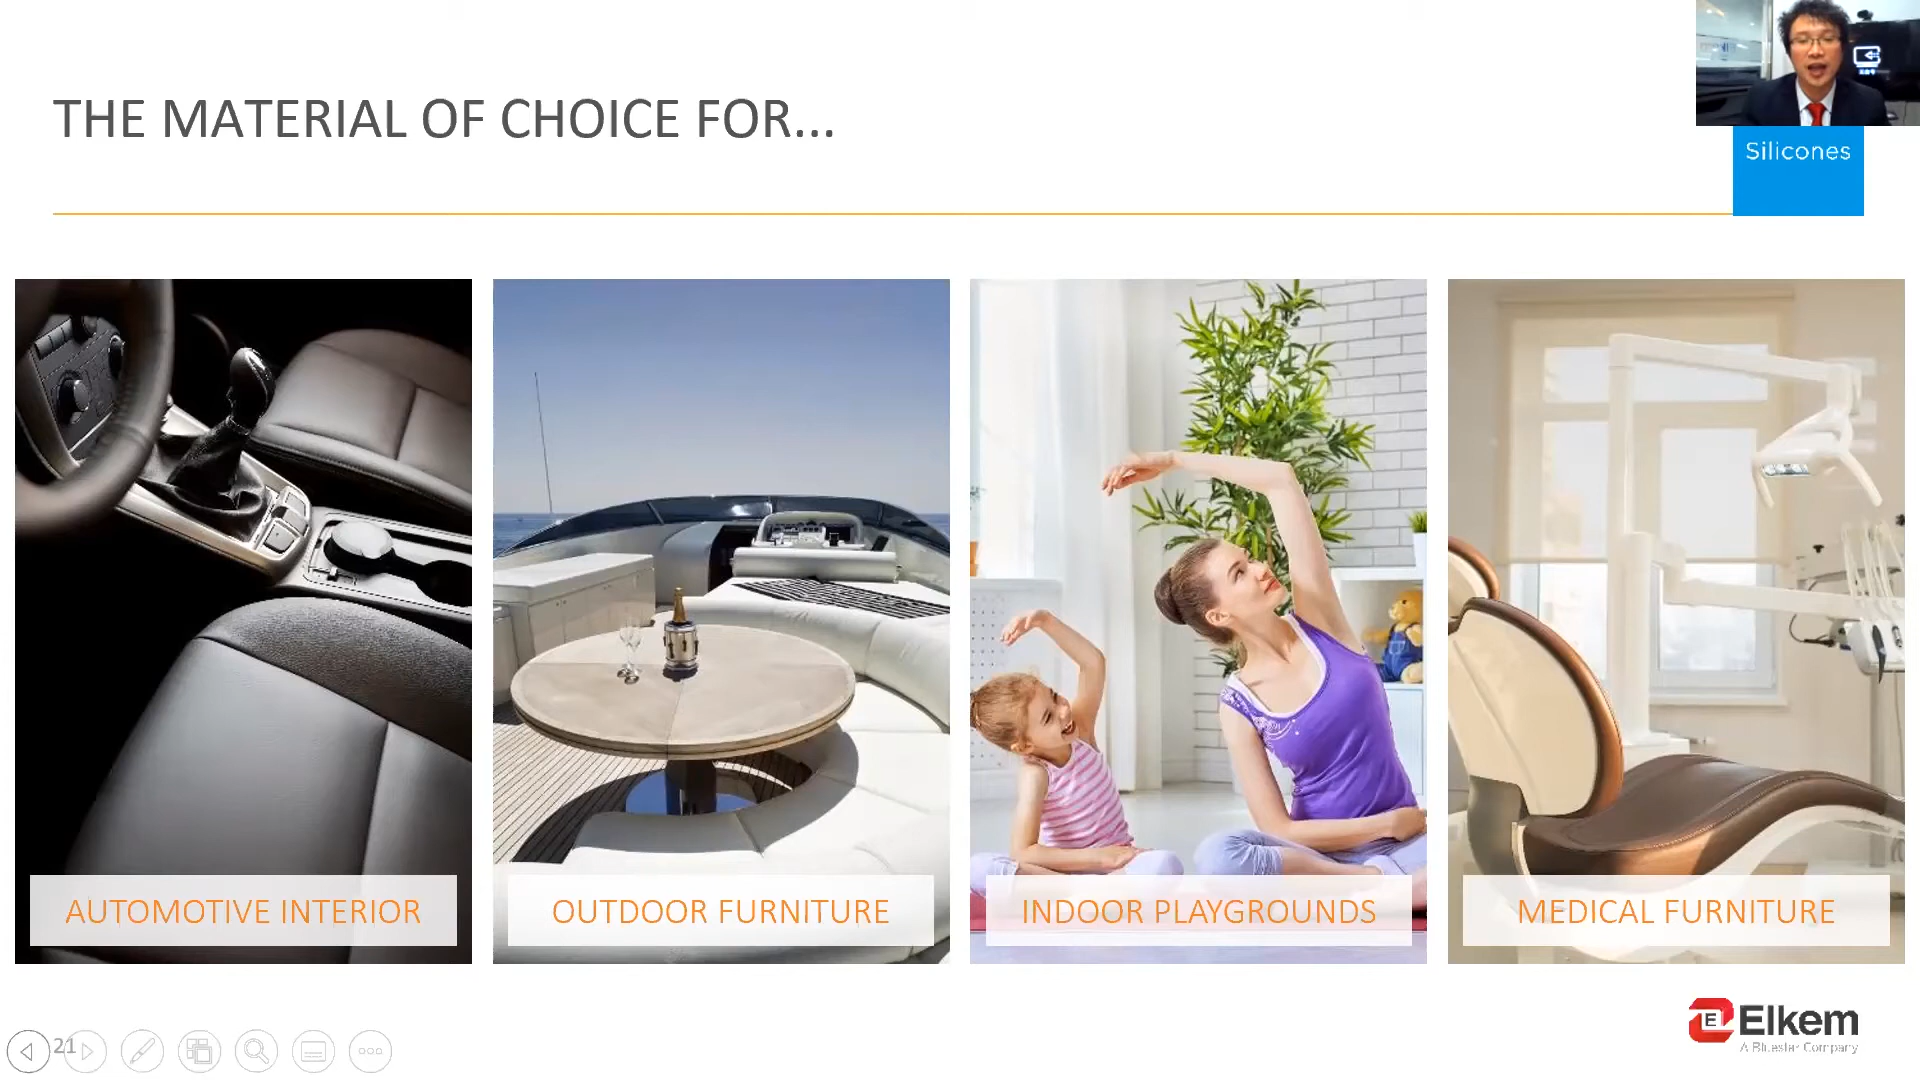 THE MATERIAL OF CHOICE FOR...
Silicones
AUTOMOTIVE INTERIOR
OUTDOOR FURNITURE
INDOOR PLAYGROUNDS
MEDICAL FURNITURE
21
Elkem
A Bluestar Company